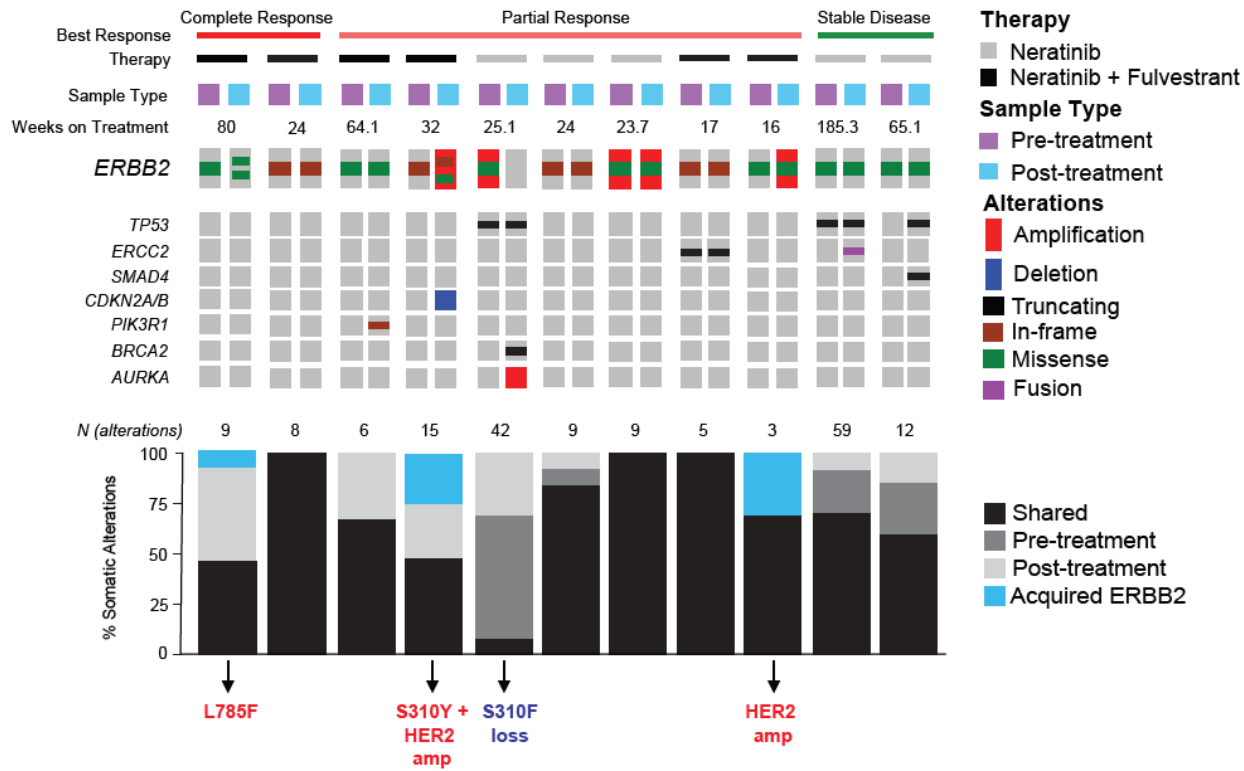 Complete Response Partial Response Stable Disease
Best Response
Therapy
Sample Type
Weeks on Treatment 80 24 64.1 32 25.1 24 23.7 17 16 185.3 65.1
ERBB2
TP53
ERCC2
SMAD4
CDKN2A/B
PIK3R1
BRCA2
AURKA
N (alterations) 9 8 6 15 42 9 9 5 3 59 12
% Somatic Alterations
100
75
50
25
0
L785F
S310Y +
HER2
amp
S310F
loss
HER2
amp
Therapy
Neratinib
Neratinib + Fulvestrant
Sample Type
Pre-treatment
Post-treatment
Alterations
Amplification
Deletion
Truncating
In-frame
Missense
Fusion
Shared
Pre-treatment
Post-treatment
Acquired ERBB2